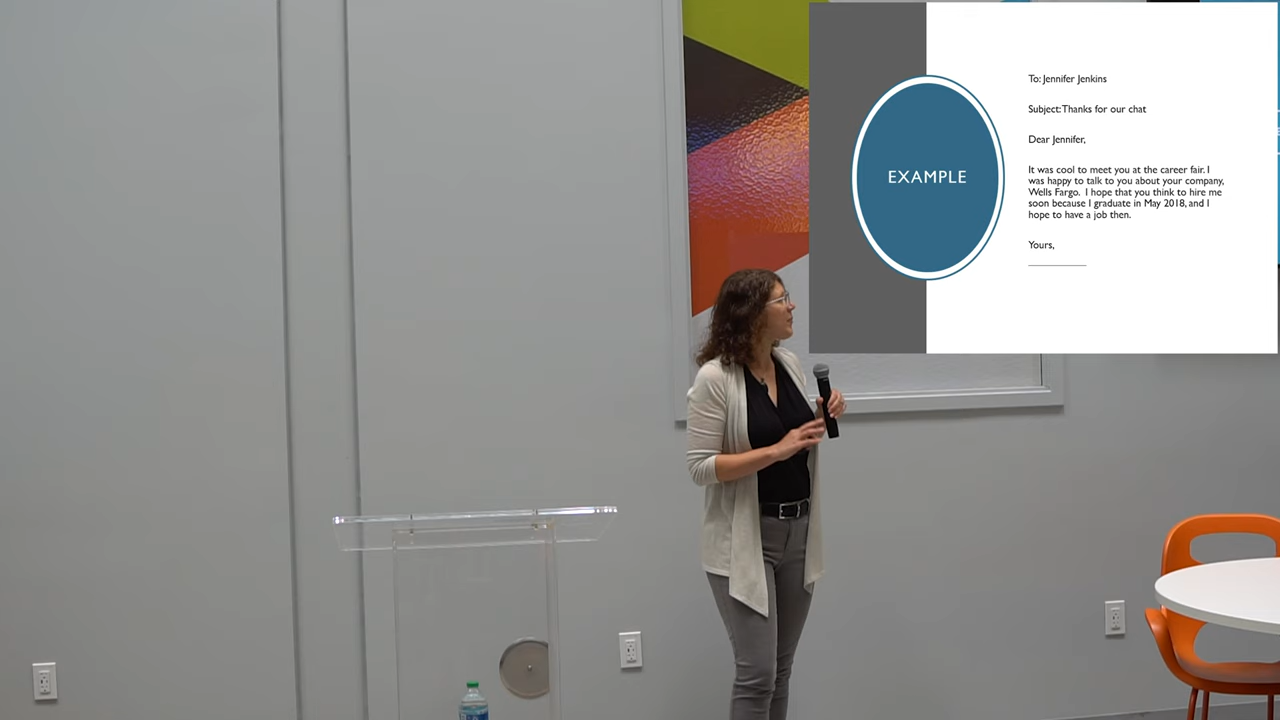 EXAMPLE
To: Jennifer Jenkins
Subject: Thanks for our chat
Dear Jennifer,
It was cool to meet you at the career fair. I
was happy to talk to you about your company,
Wells Fargo. I hope that you think to hire me
soon because I graduate in May 2018, and I
hope to have a job then.
Yours,